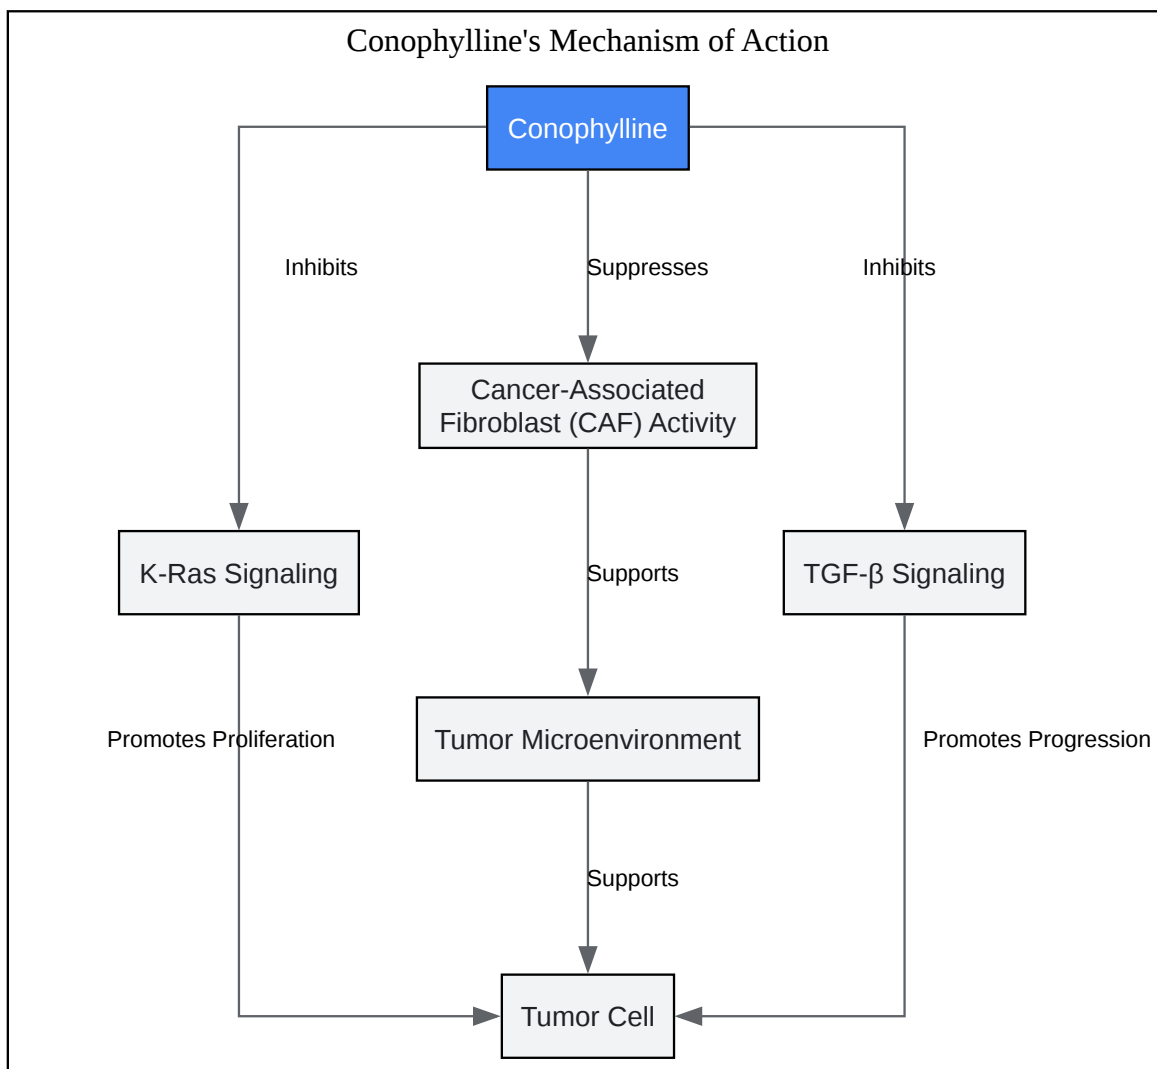 Conophylline's Mechanism of Action
Conophylline
Inhibits
Suppresses
Inhibits
Cancer-Associated
Fibroblast (CAF) Activity
K-Ras Signaling
Supports
TGF-β Signaling
Promotes Proliferation
Tumor Microenvironment
Promotes Progression
Supports
Tumor Cell